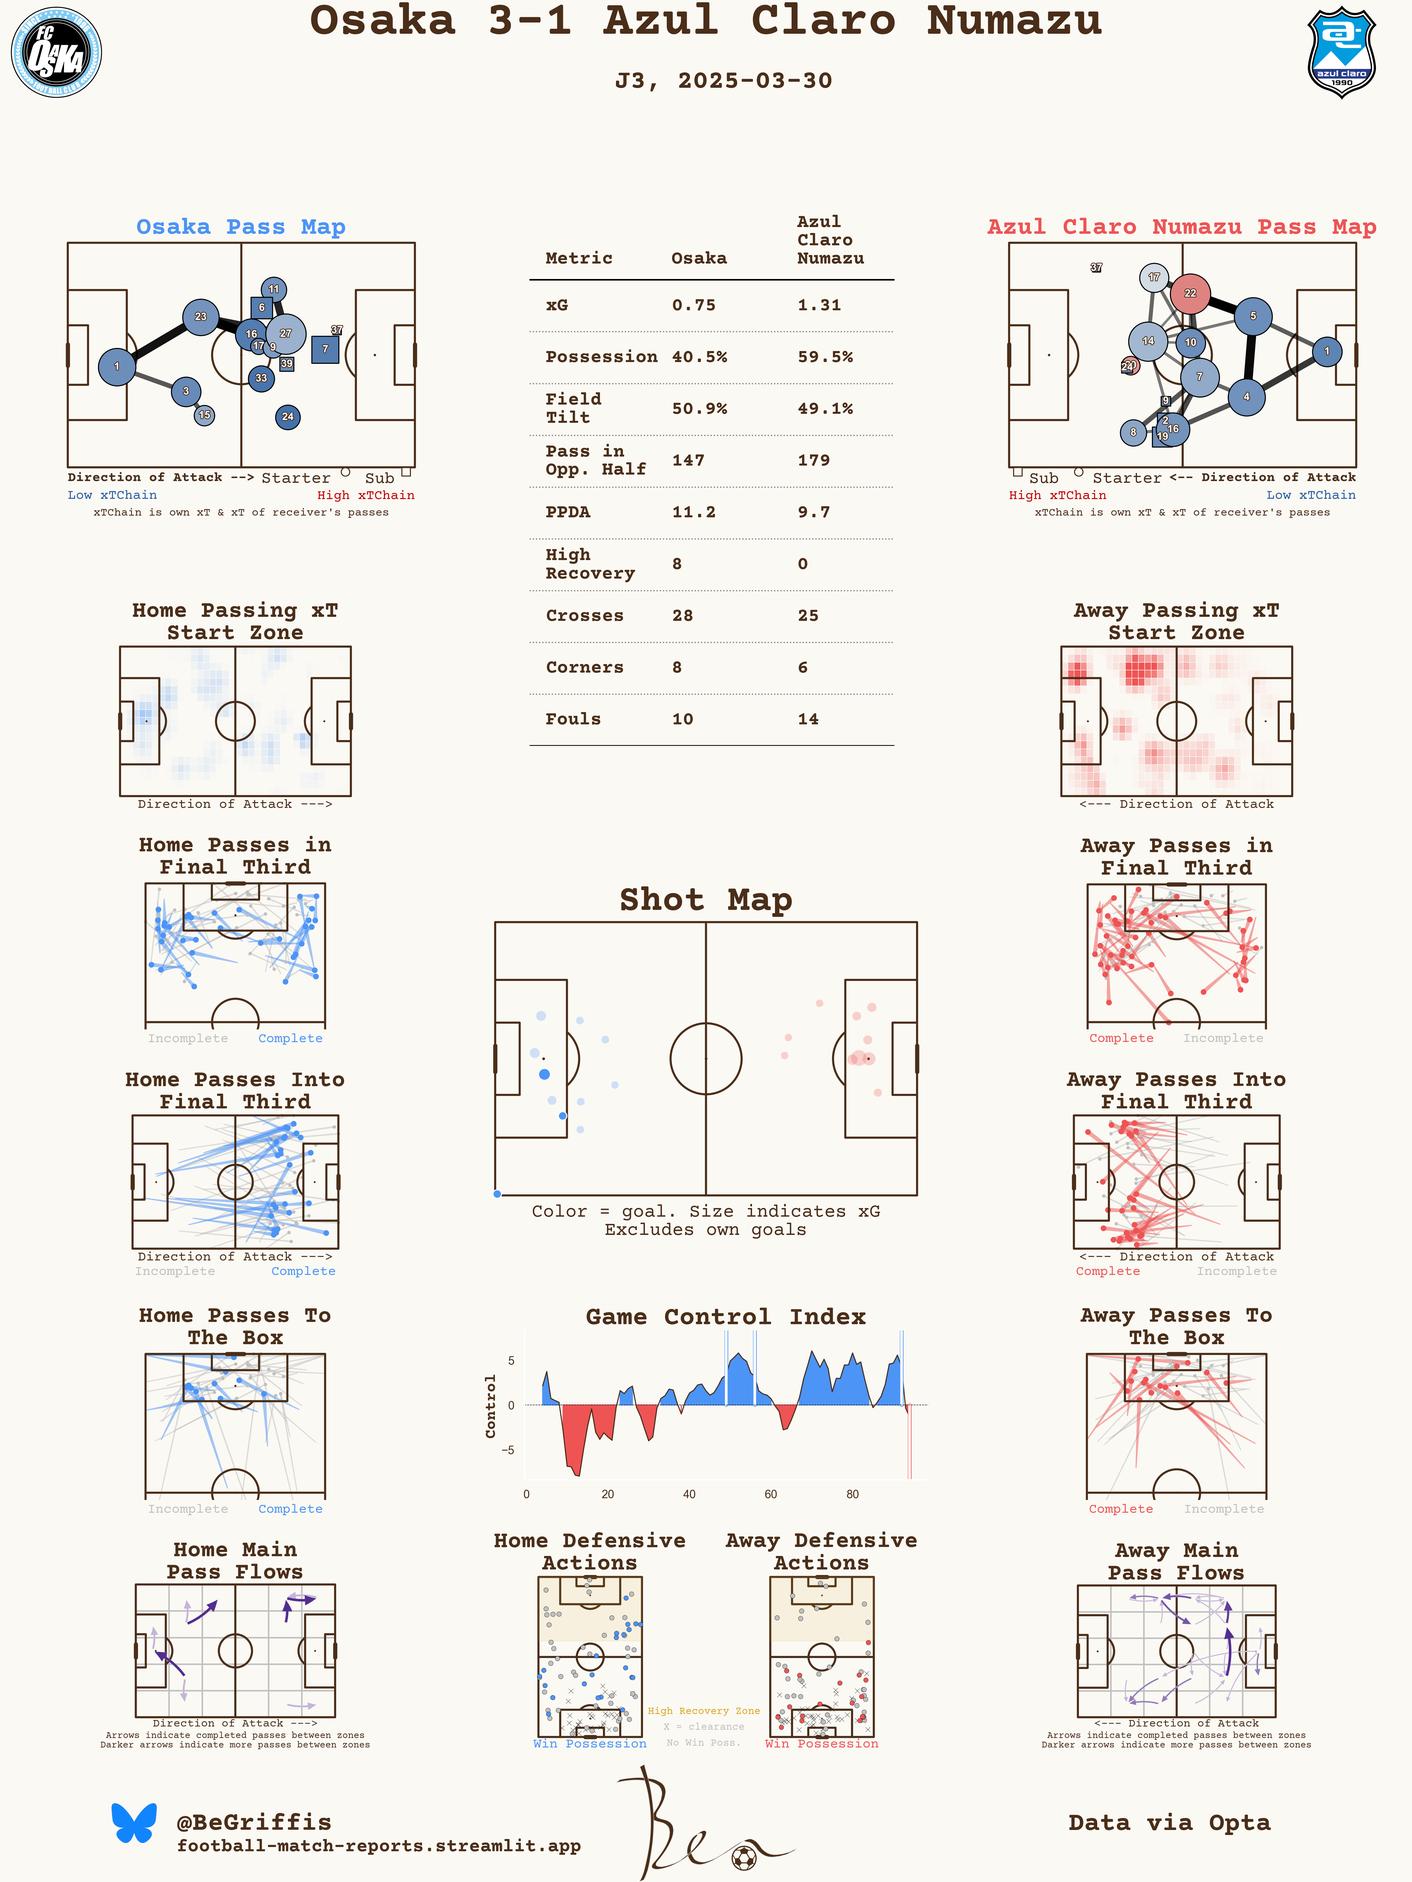 Osaka 3-1 Azul Claro Numazu
J3, 2025-03-30
FC
OSAKA
FOOTBALL CLUB
azul claro
1990
Osaka Pass Map
11
6
23
16
27
37
17
9
7
39
1
33
3
15
24
Direction of Attack --> Starter Sub
Low xTChain High xTChain
xTChain is own xT & xT of receiver's passes
Metric Osaka Azul
Claro
Numazu
xG 0.75 1.31
Possession 40.5% 59.5%
Field
Tilt 50.9% 49.1%
Pass in
Opp. Half 147 179
PPDA 11.2 9.7
High
Recovery 8 0
Crosses 28 25
Corners 8 6
Fouls 10 14
Azul Claro Numazu Pass Map
37
17
22
5
14
10
1
24
7
4
9
2
16
8
19
Sub Starter <-- Direction of Attack
High xTChain Low xTChain
xTChain is own xT & xT of receiver's passes
Home Passing xT
Start Zone
Direction of Attack --->
Away Passing xT
Start Zone
<--- Direction of Attack
Home Passes in
Final Third
Incomplete Complete
Away Passes in
Final Third
Complete Incomplete
Shot Map
Color = goal. Size indicates xG
Excludes own goals
Home Passes Into
Final Third
Direction of Attack --->
Incomplete Complete
Away Passes Into
Final Third
<--- Direction of Attack
Complete Incomplete
Home Passes To
The Box
Incomplete Complete
Game Control Index
Control
5
0
−5
0 20 40 60 80
Away Passes To
The Box
Complete Incomplete
Home Main
Pass Flows
Direction of Attack --->
Arrows indicate completed passes between zones
Darker arrows indicate more passes between zones
Home Defensive
Actions
Win Possession
High Recovery Zone
X = clearance
No Win Poss.
Away Defensive
Actions
Win Possession
Away Main
Pass Flows
<--- Direction of Attack
Arrows indicate completed passes between zones
Darker arrows indicate more passes between zones
@BeGriffis
football-match-reports.streamlit.app
Ben
Data via Opta